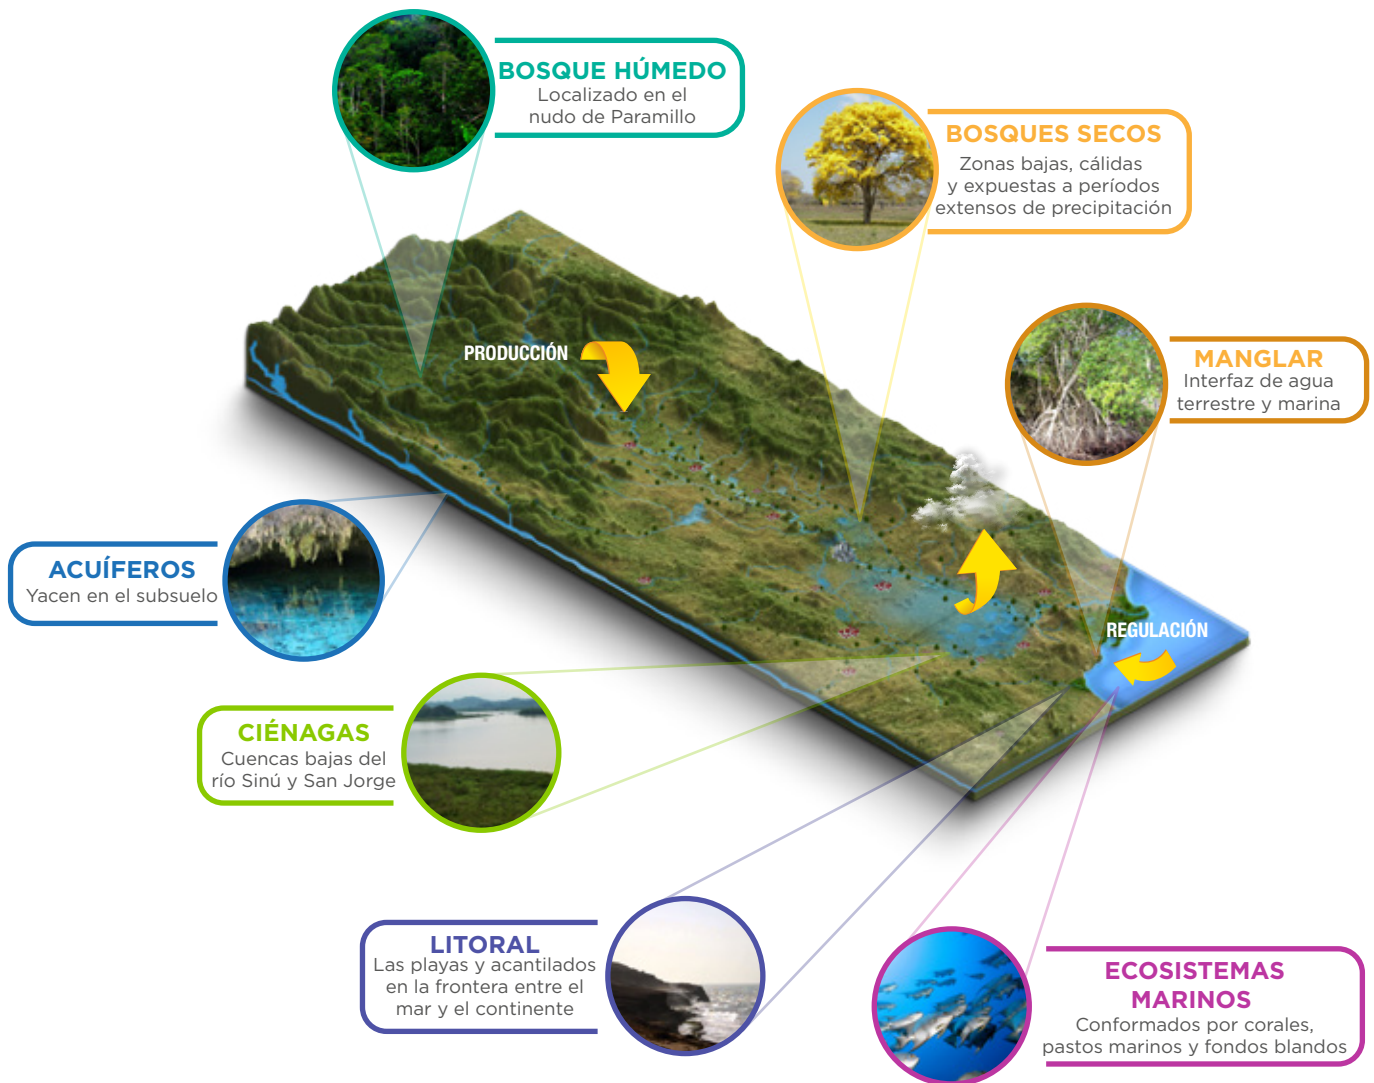 BOSQUE HÚMEDO
Localizado en el
nudo de Paramillo
BOSQUES SECOS
Zonas bajas, cálidas
y expuestas a períodos
extensos de precipitación
MANGLAR
Interfaz de agua
terrestre y marina
PRODUCCIÓN
ACUÍFEROS
Yacen en el subsuelo
REGULACIÓN
CIÉNAGAS
Cuencas bajas del
río Sinú y San Jorge
LITORAL
Las playas y acantilados
en la frontera entre el
mar y el continente
ECOSISTEMAS
MARINOS
Conformados por corales,
pastos marinos y fondos blandos